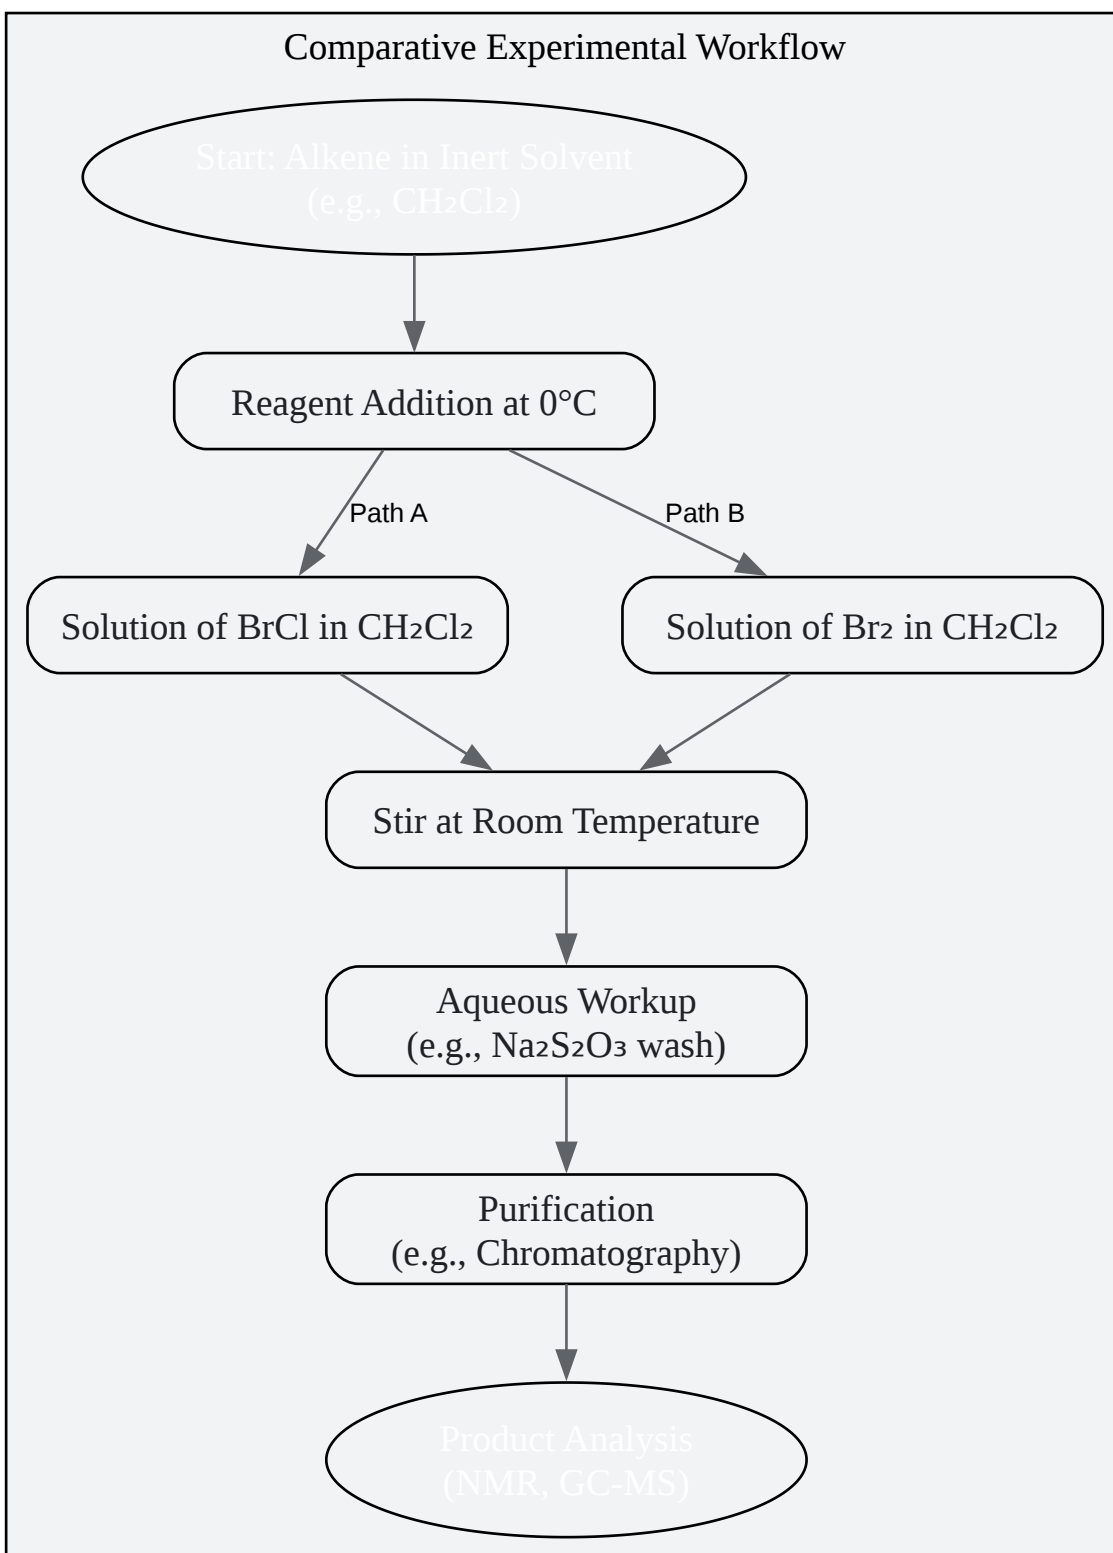 Comparative Experimental Workflow
Start: Alkene in Inert Solvent
(e.g., CH₂Cl₂)
Reagent Addition at 0°C
Path A
Path B
Solution of BrCl in CH₂Cl₂
Solution of Br₂ in CH₂Cl₂
Stir at Room Temperature
Aqueous Workup
(e.g., Na₂S₂O₃ wash)
Purification
(e.g., Chromatography)
Product Analysis
(NMR, GC-MS)